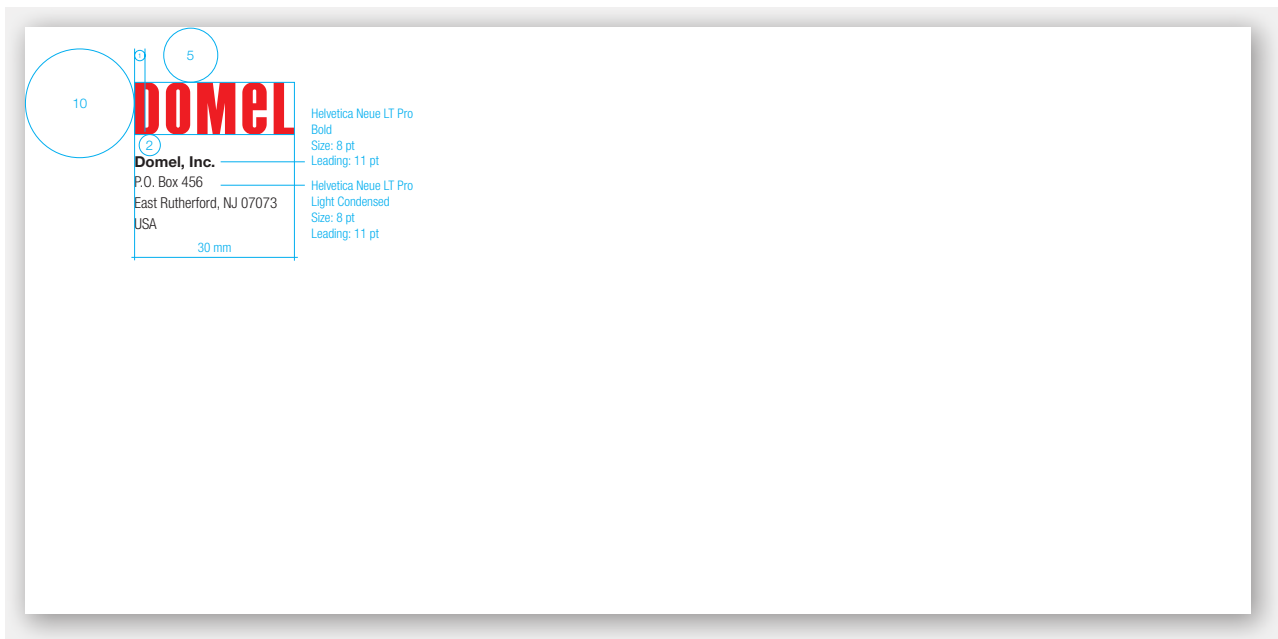 1
5
10
DOMeL
2
Domel, Inc.
P.O. Box 456
East Rutherford, NJ 07073
USA
30 mm
Helvetica Neue LT Pro
Bold
Size: 8 pt
Leading: 11 pt
Helvetica Neue LT Pro
Light Condensed
Size: 8 pt
Leading: 11 pt